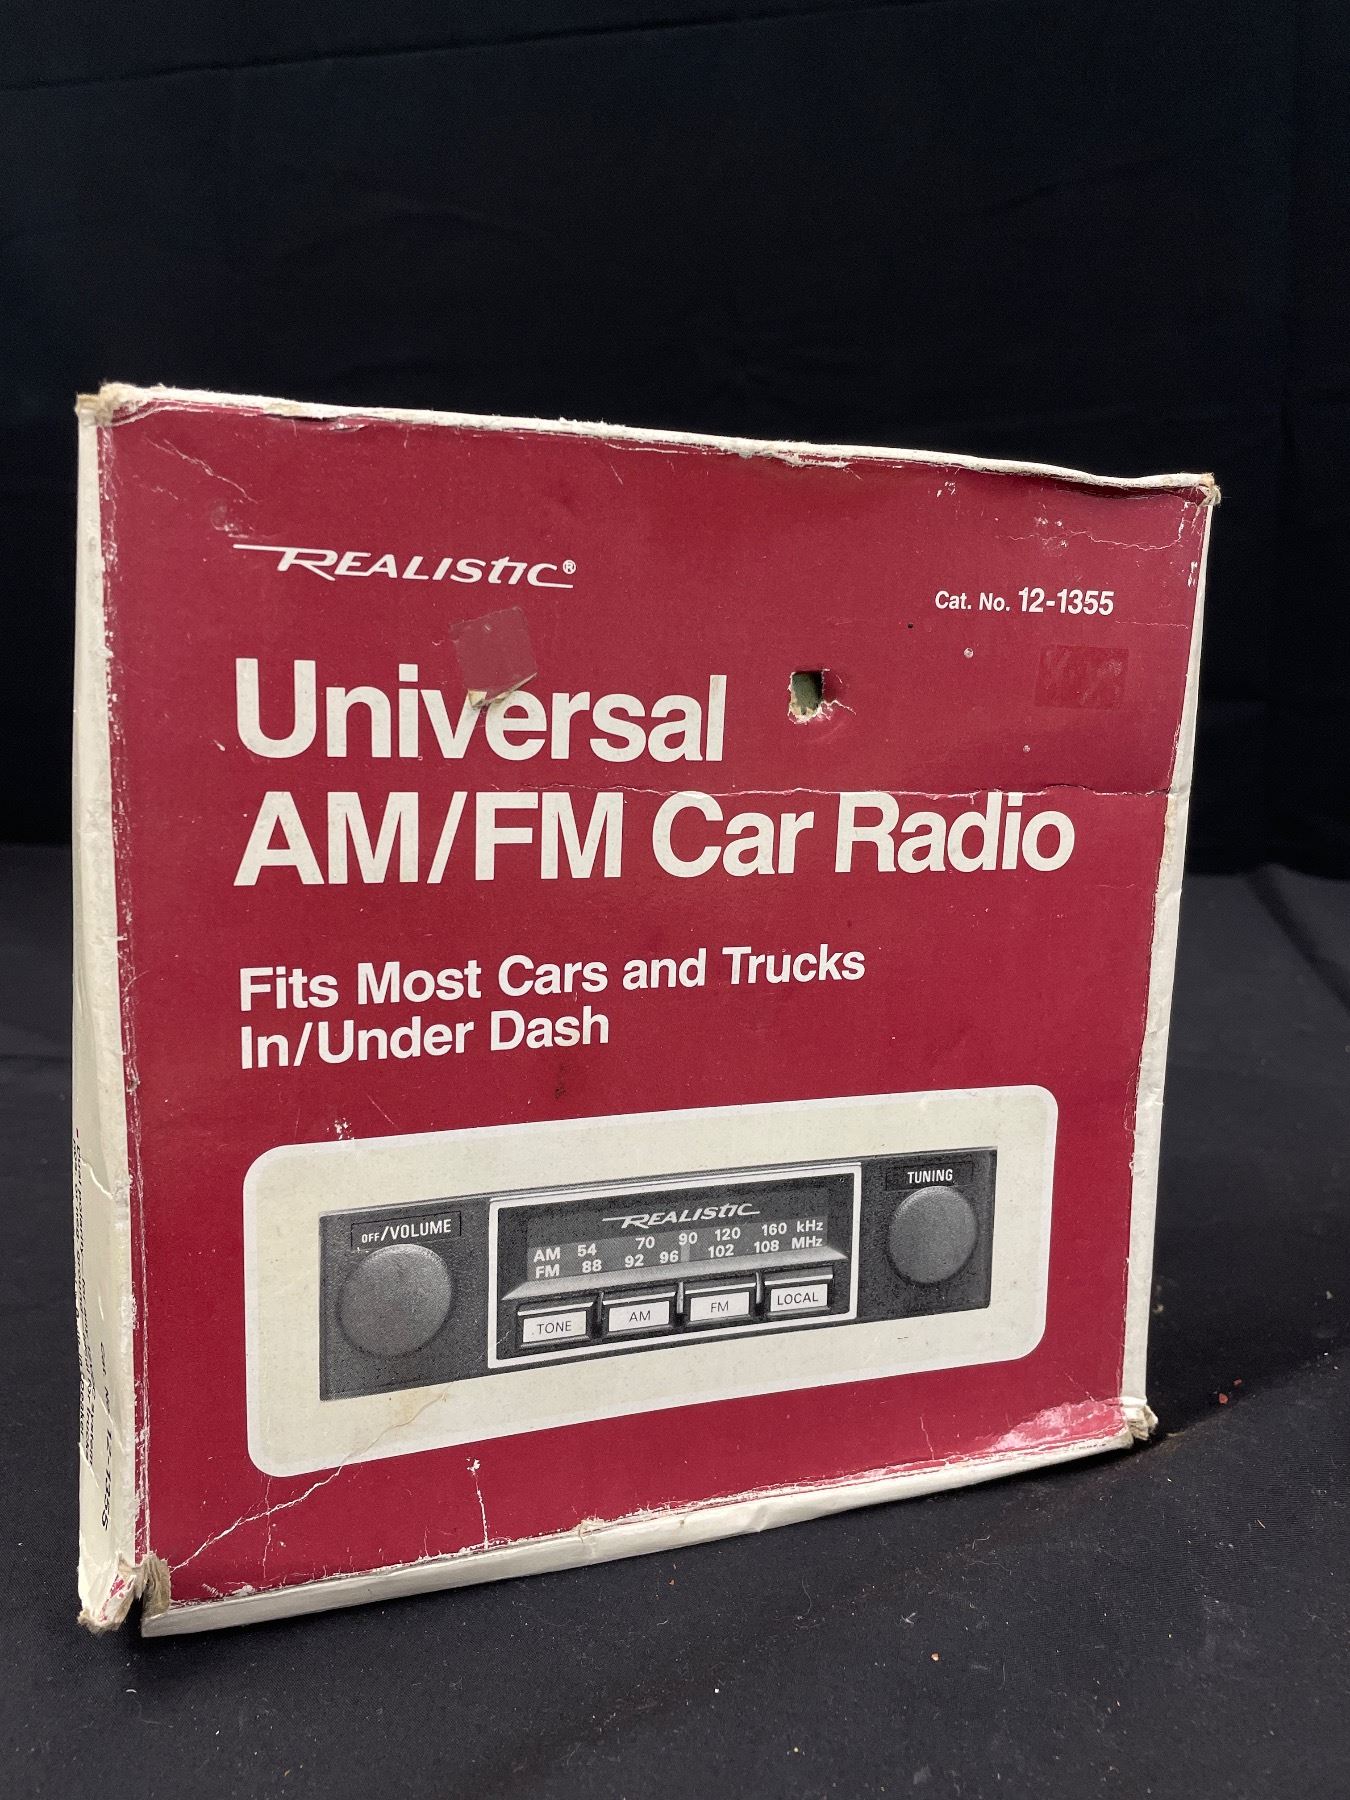 REALISTIC®
Cat. No. 12-1355
Universal
AM/FM Car Radio
Fits Most Cars and Trucks
In/Under Dash
OFF/VOLUME
REALISTIC
AM 54 70 90 120 160 kHz
FM 88 92 96 102 108 MHz
TONE
AM
FM
LOCAL
TUNING
12-1355